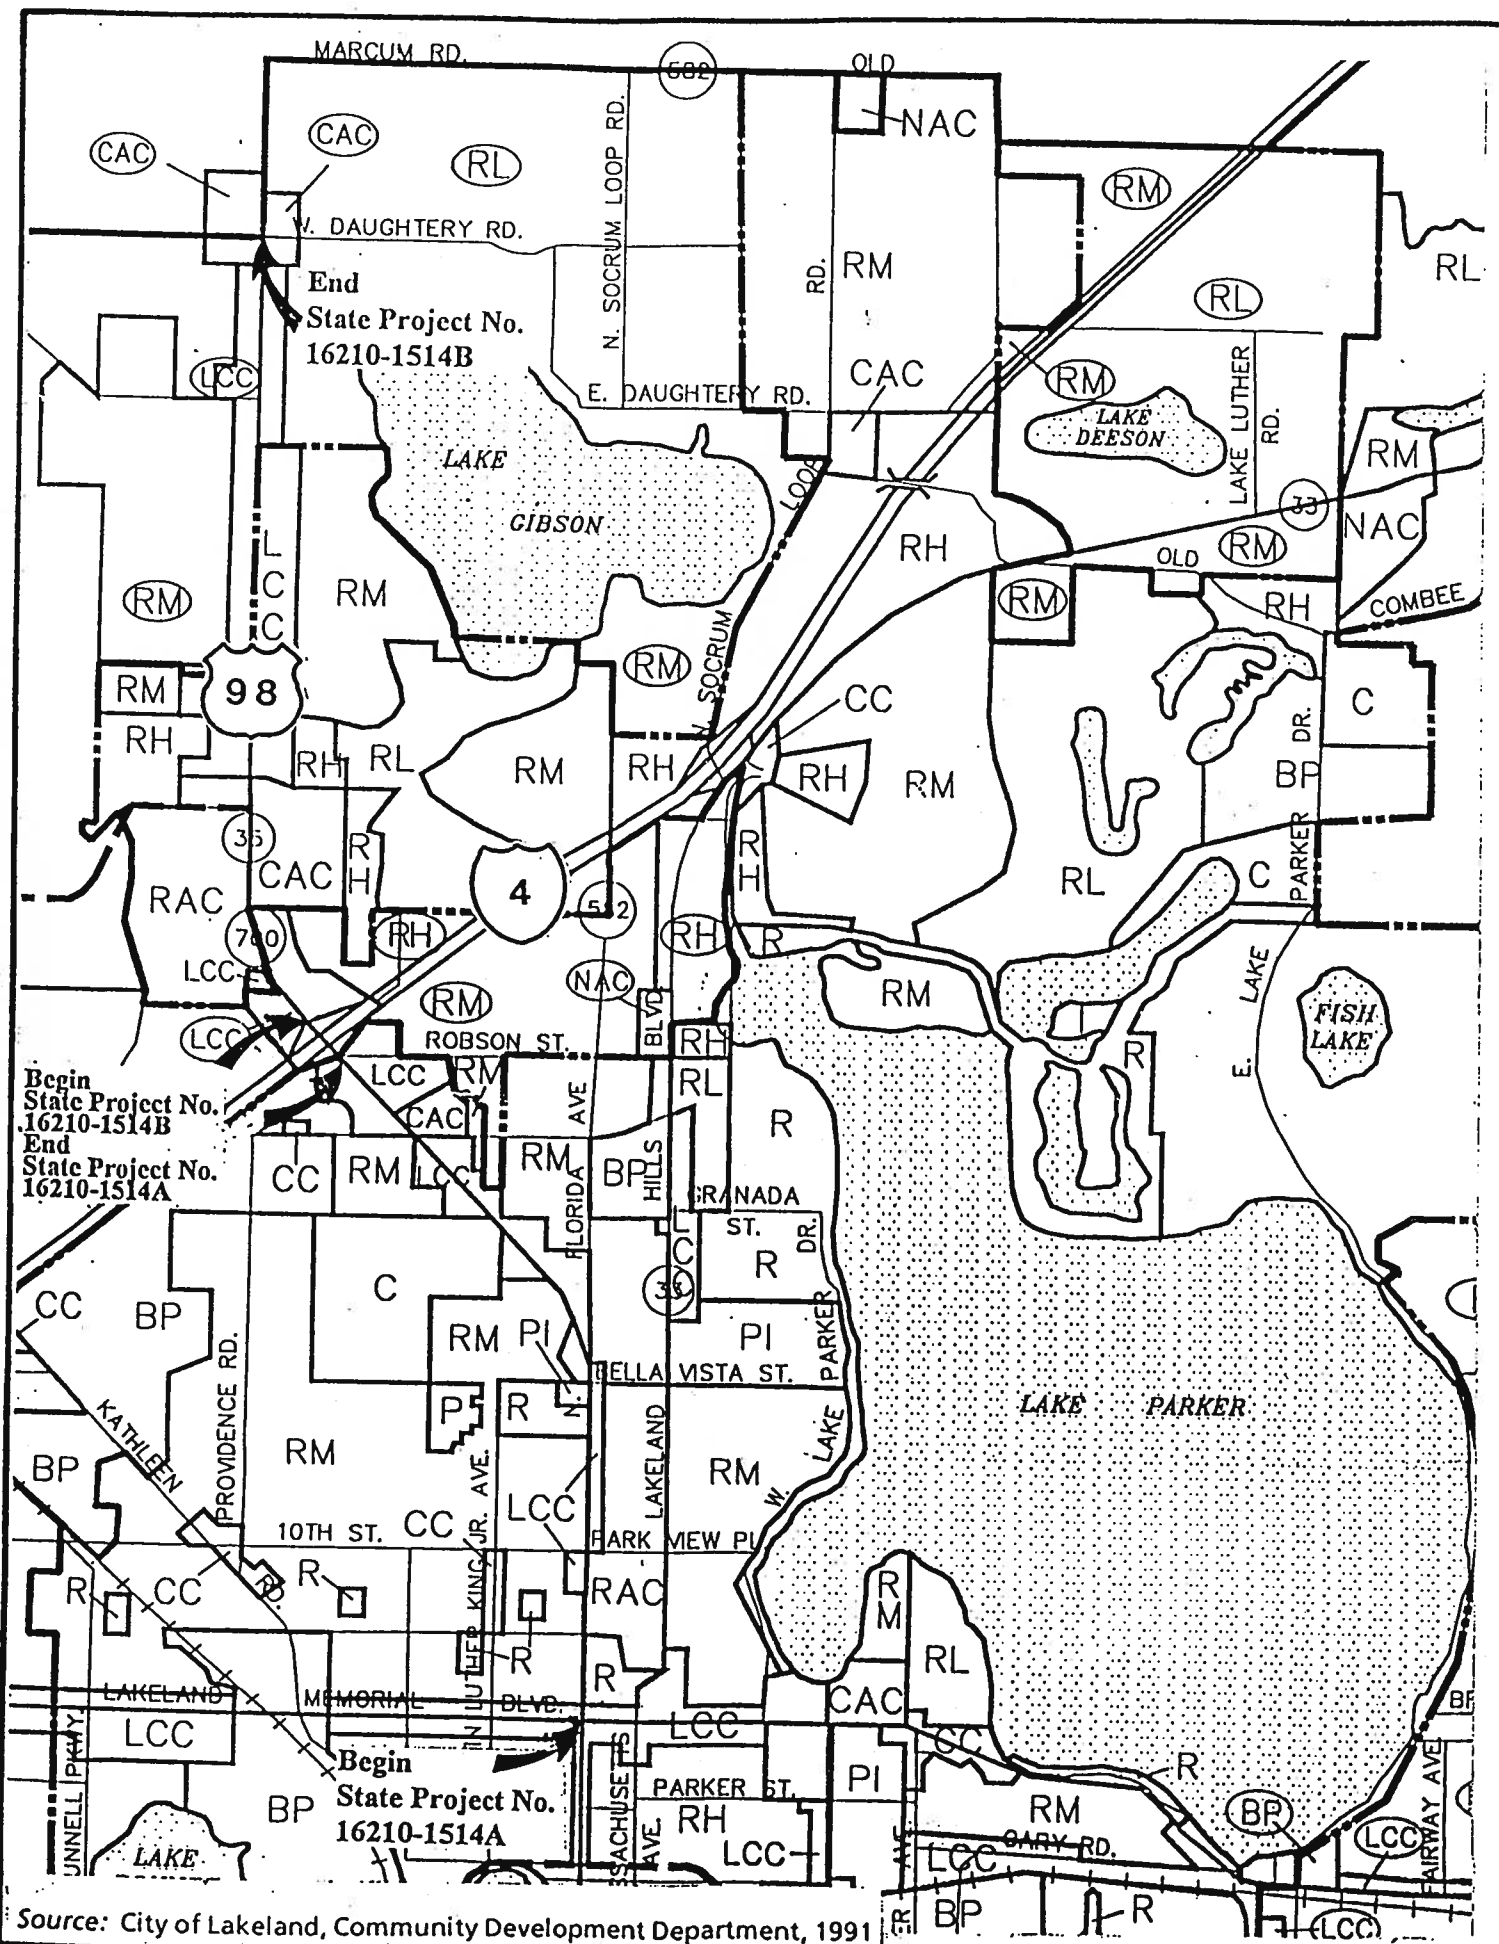 MARCUM RD.
582
OLD
NAC
CAC
CAC
RL
RM
W. DAUGHTERY RD.
N. SOCRUM LOOP RD.
RD.
RM
RL
RL
End
State Project No.
16210-1514B
LCC
E. DAUGHTERY RD.
CAC
RM
LAKE
DEESON
LAKE LUTHER
RD.
RM
LAKE
GIBSON
LOOP
33
NAC
L
C
C
RM
RM
RH
OLD
RM
RM
RH
COMBEE
RM
N. SOCRUM
98
RM
RH
RH
RL
RM
RH
CC
RH
RM
C
BP
DR.
PARKER
35
CAC
R
H
RAC
4
582
R
H
RL
C
700
RH
RH
R
LCC
NAC
RM
RM
LAKE
E.
FISH
LAKE
LCC
ROBSON ST.
BLVD.
RH
R
Begin
State Project No.
16210-1514B
End
State Project No.
16210-1514A
LCC
RM
CAC
AVE
RL
R
CC
RM
LCC
RM
BP
HILLS
FLORIDA
GRANADA
ST.
DR.
L
C
C
R
33
CC
BP
C
RM
PI
PI
PARKER
BELLA VISTA ST.
PROVIDENCE RD.
KATHLEEN
P
R
N.
LAKE PARKER
BP
RM
LAKELAND
RM
LAKE
W.
LCC
CC
10TH ST.
JR. AVE.
PARK VIEW PL
R
CC
RD.
R
RAC
R
M
N LUTHER KING
R
R
RL
LAKELAND MEMORIAL BLVD.
CAC
BP
LCC
LCC
CC
Begin
State Project No.
16210-1514A
BP
UNNELL PKWY.
PARKER ST.
PI
R
SSACHUSETTS
AVE.
RH
LCC
RM
BP
LCC
FAIRWAY AVE.
GARY RD.
AVE
LCC
LAKE
BP
R
LCC
ER
Source: City of Lakeland, Community Development Department, 1991